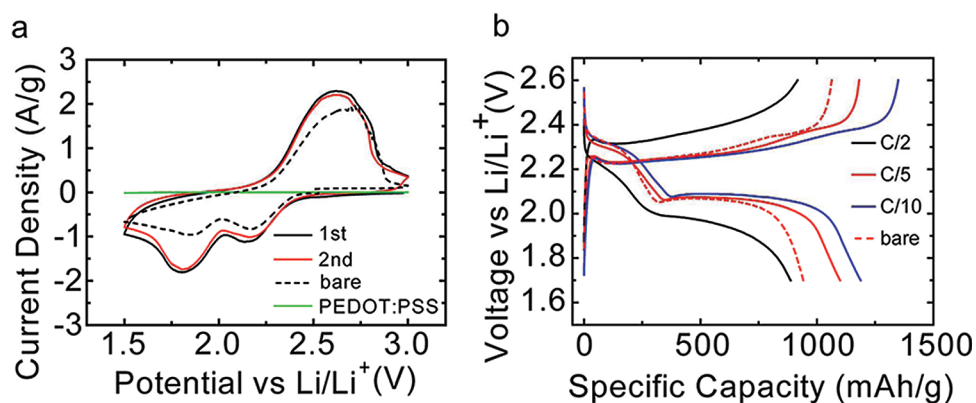 a
3
2
1
0
-1
-2
-3
Current Density (A/g)
1st
2nd
bare
PEDOT:PSS
1.5 2.0 2.5 3.0
Potential vs Li/Li⁺(V)
b
2.6
2.4
2.2
2.0
1.8
1.6
Voltage vs Li/Li⁺(V)
C/2
C/5
C/10
bare
0 500 1000 1500
Specific Capacity (mAh/g)